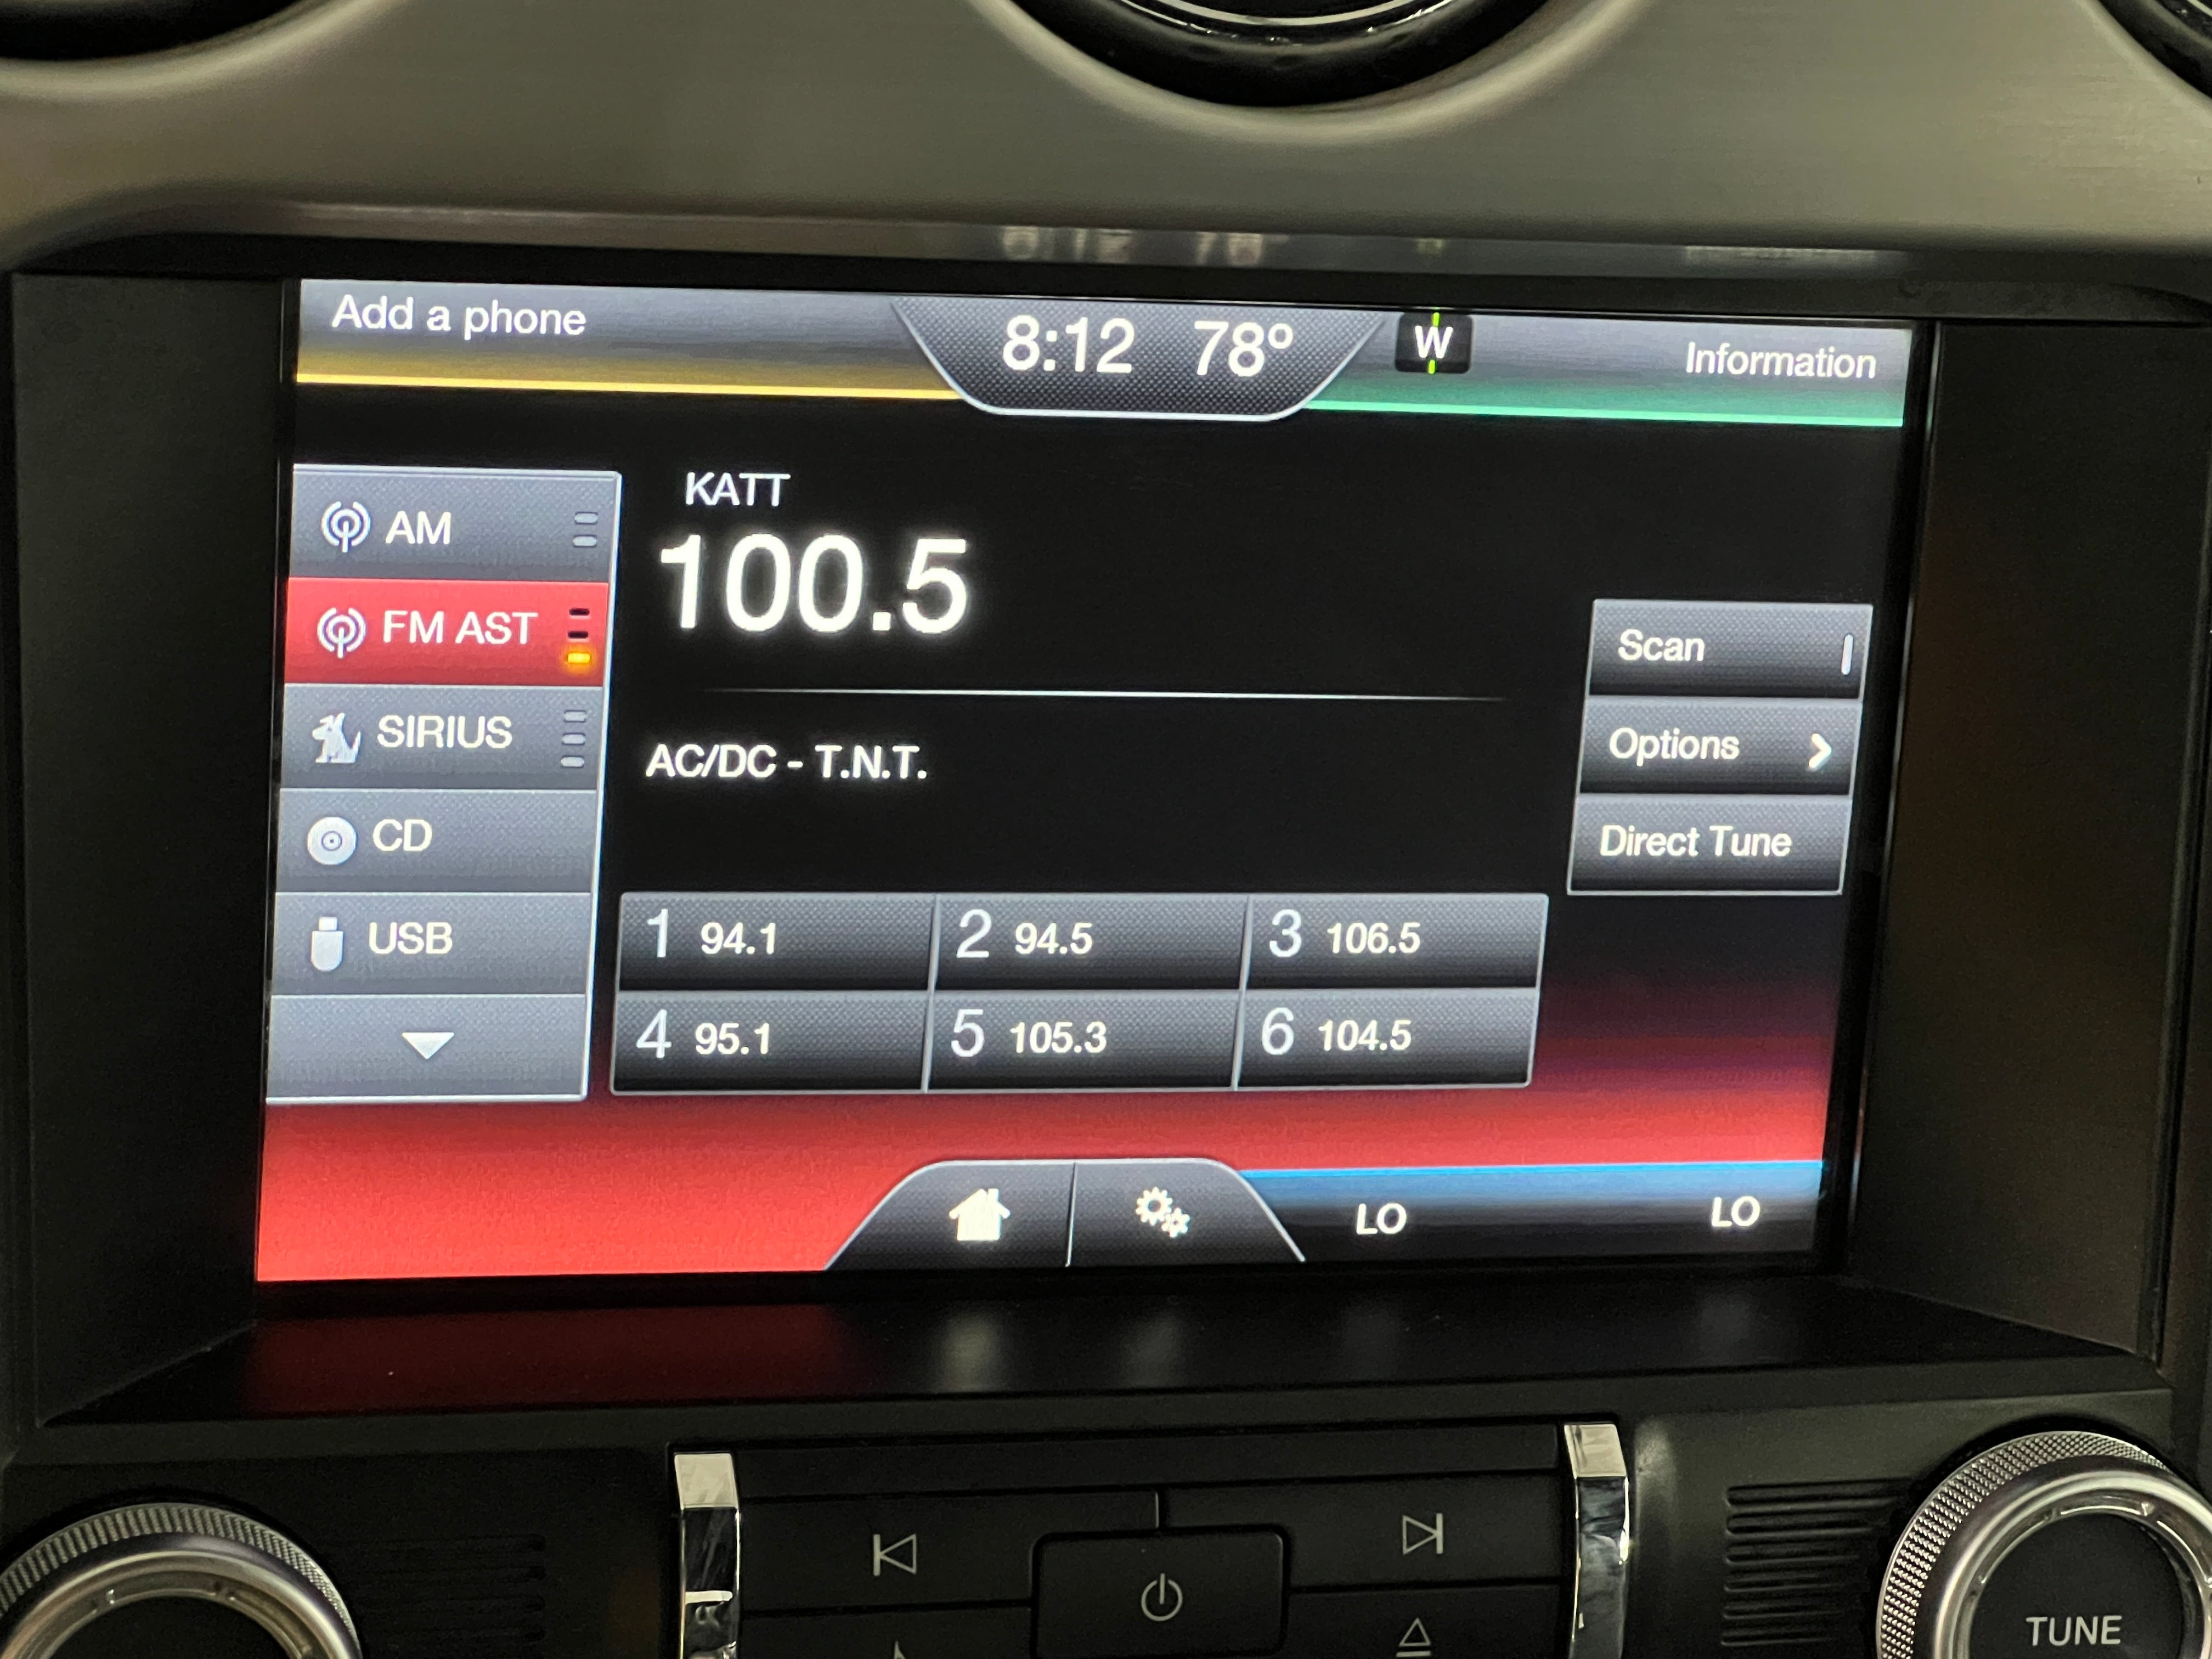 Add a phone
8:12 78º
W
Information
AM
FM AST
SIRIUS
CD
USB
KATT
100.5
AC/DC - T.N.T.
Scan
Options
Direct Tune
1 94.1
2 94.5
3 106.5
4 95.1
5 105.3
6 104.5
LO
LO
TUNE